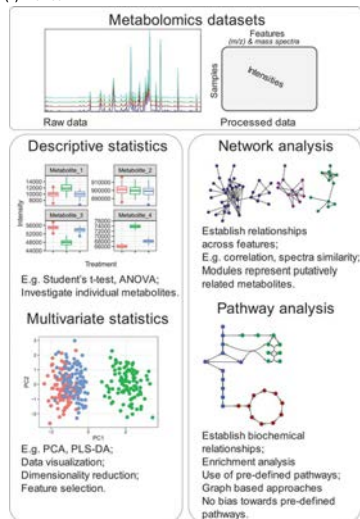 Metabolomics datasets
Features
(m/z) & mass spectra
Samples
Intensities
Raw data
Processed data
Descriptive statistics
Metabolite_1
Metabolite_2
Metabolite_3
Metabolite_4
Intensity
Treatment
E.g. Student's t-test, ANOVA;
Investigate individual metabolites.
Multivariate statistics
PC2
PC1
E.g. PCA, PLS-DA;
Data visualization;
Dimensionality reduction;
Feature selection.
Network analysis
Establish relationships
across features;
E.g. correlation, spectra similarity;
Modules represent putatively
related metabolites.
Pathway analysis
Establish biochemical
relationships;
Enrichment analysis
Use of pre-defined pathways;
Graph based approaches
No bias towards pre-defined
pathways.